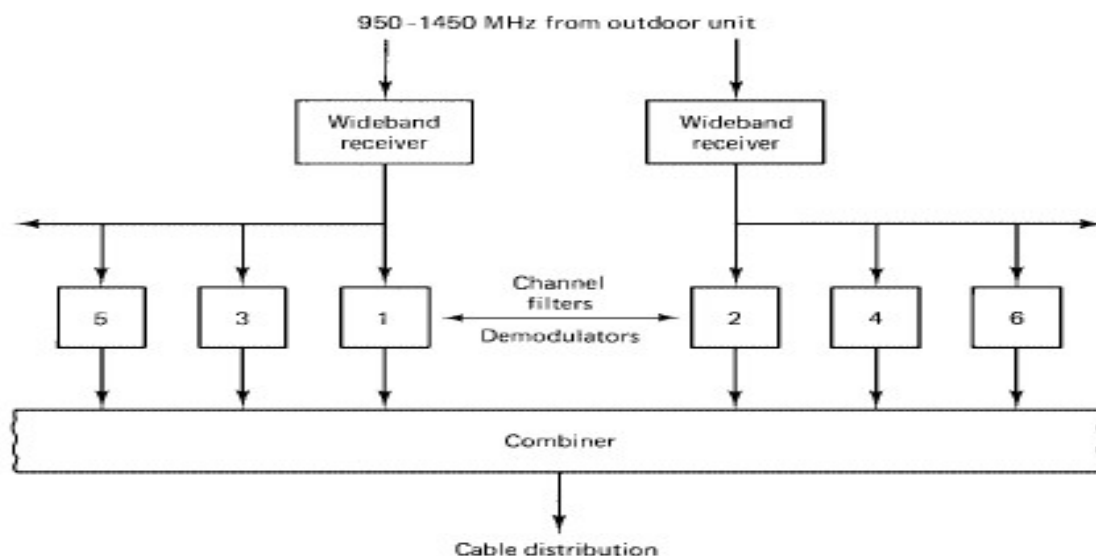 950-1450 MHz from outdoor unit
Wideband
receiver
Wideband
receiver
Channel
filters
5
3
1
2
4
6
Demodulators
Combiner
Cable distribution